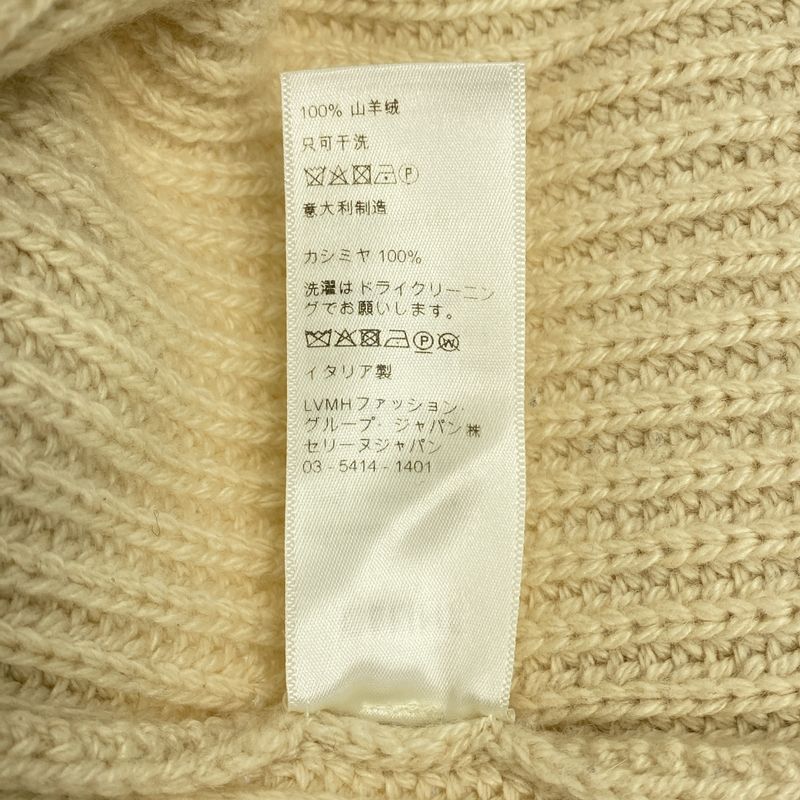 100% 山羊绒
只可干洗
意大利制造
カシミヤ 100%
洗濯はドライクリーニン
グでお願いします。
イタリア製
LVMHファッション・
グループ・ジャパン㈱
セリーヌジャパン
03 - 5414 - 1401